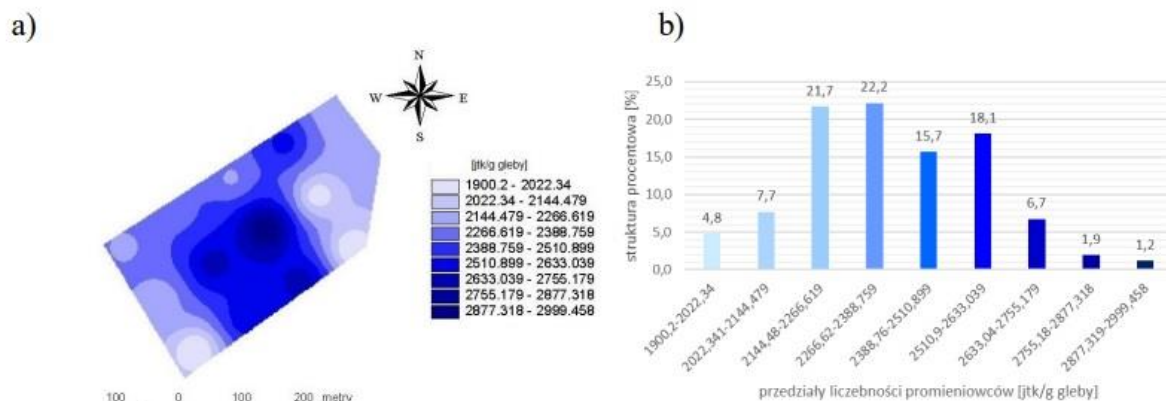 a)
N
W E
S
[jtk/g gleby]
1900.2 - 2022.34
2022.34 - 2144.479
2144.479 - 2266.619
2266.619 - 2388.759
2388.759 - 2510.899
2510.899 - 2633.039
2633.039 - 2755.179
2755.179 - 2877.318
2877.318 - 2999.458
100 0 100 200 metry
b)
struktura procentowa [%]
25,0
20,0
15,0
10,0
5,0
0,0
4,8
7,7
21,7
22,2
15,7
18,1
6,7
1,9
1,2
1900,2-2022,34
2022,341-2144,479
2144,48-2266,619
2266,62-2388,759
2388,76-2510,899
2510,9-2633,039
2633,04-2755,179
2755,18-2877,318
2877,319-2999,458
przedziały liczebności promieniowców [jtk/g gleby]